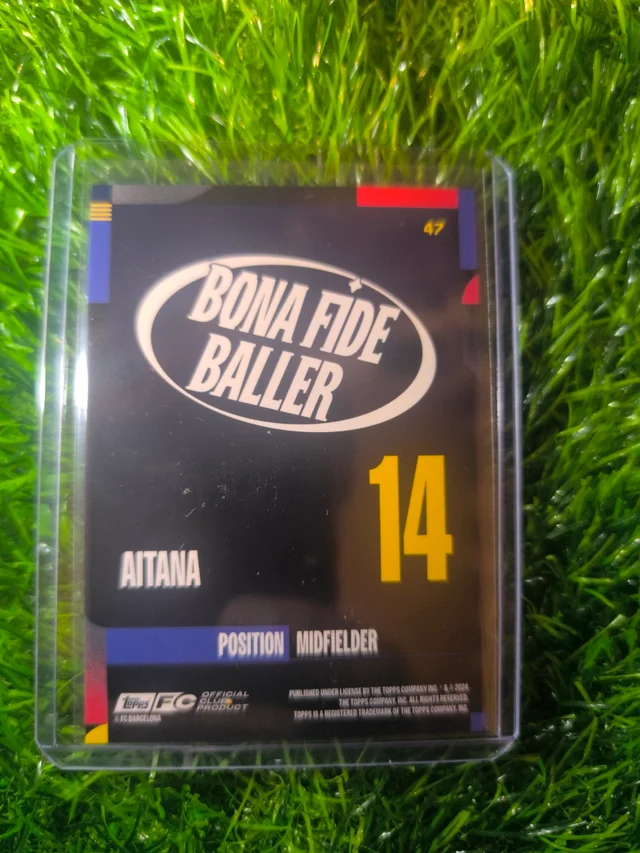 47
BONA FIDE
BALLER
14
AITANA
POSITION MIDFIELDER
TOPPS FC OFFICIAL CLUB PRODUCT
© FC BARCELONA
PUBLISHED UNDER LICENSE BY THE TOPPS COMPANY INC. ® & © 2024
THE TOPPS COMPANY, INC. ALL RIGHTS RESERVED.
TOPPS IS A REGISTERED TRADEMARK OF THE TOPPS COMPANY, INC.